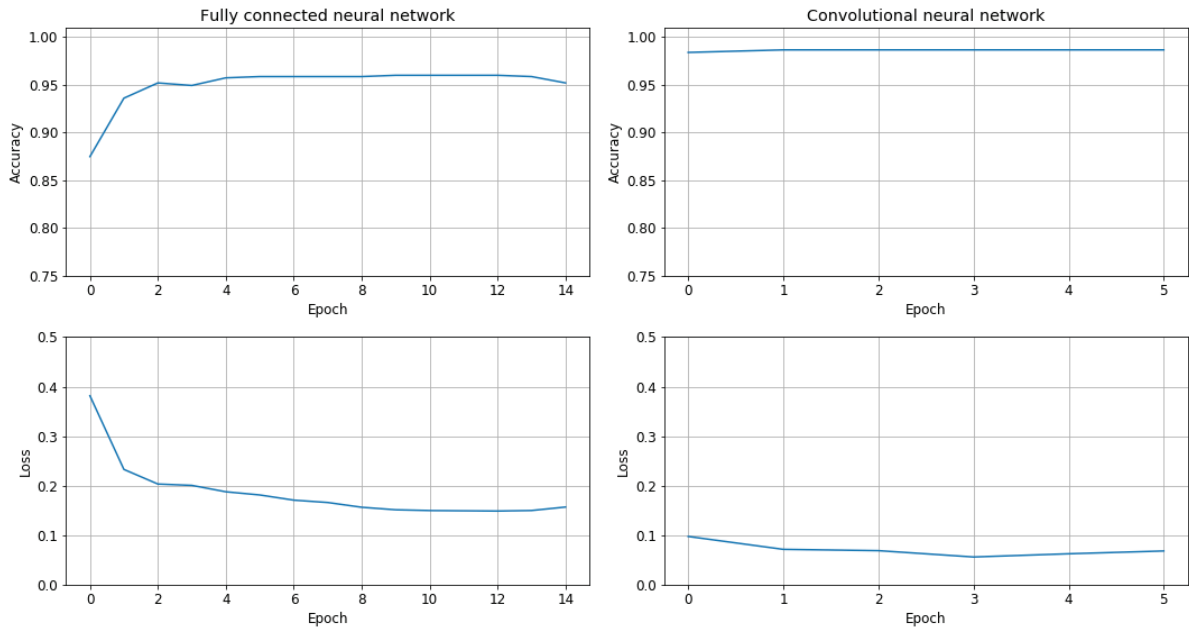 Fully connected neural network
1.00
0.95
0.90
0.85
0.80
0.75
Accuracy
0 2 4 6 8 10 12 14
Epoch
Convolutional neural network
1.00
0.95
0.90
0.85
0.80
0.75
Accuracy
0 1 2 3 4 5
Epoch
0.5
0.4
0.3
0.2
0.1
0.0
Loss
0 2 4 6 8 10 12 14
Epoch
0.5
0.4
0.3
0.2
0.1
0.0
Loss
0 1 2 3 4 5
Epoch